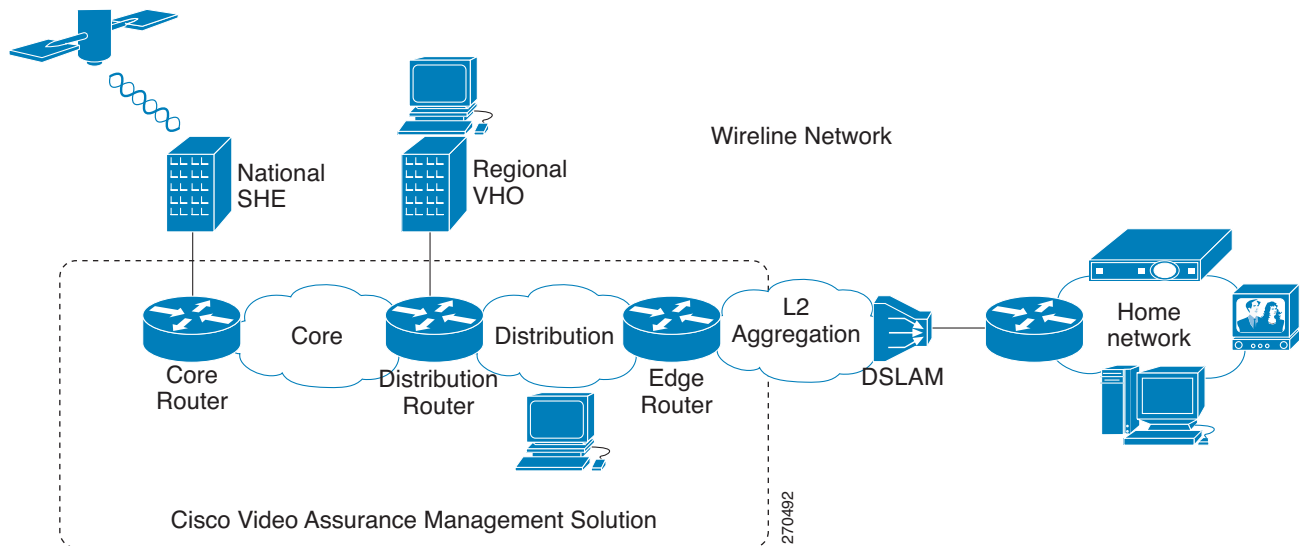 Wireline Network
National
SHE
Regional
VHO
Core
Router
Core
Distribution
Router
Distribution
Edge
Router
L2
Aggregation
DSLAM
Home
network
Cisco Video Assurance Management Solution
270492